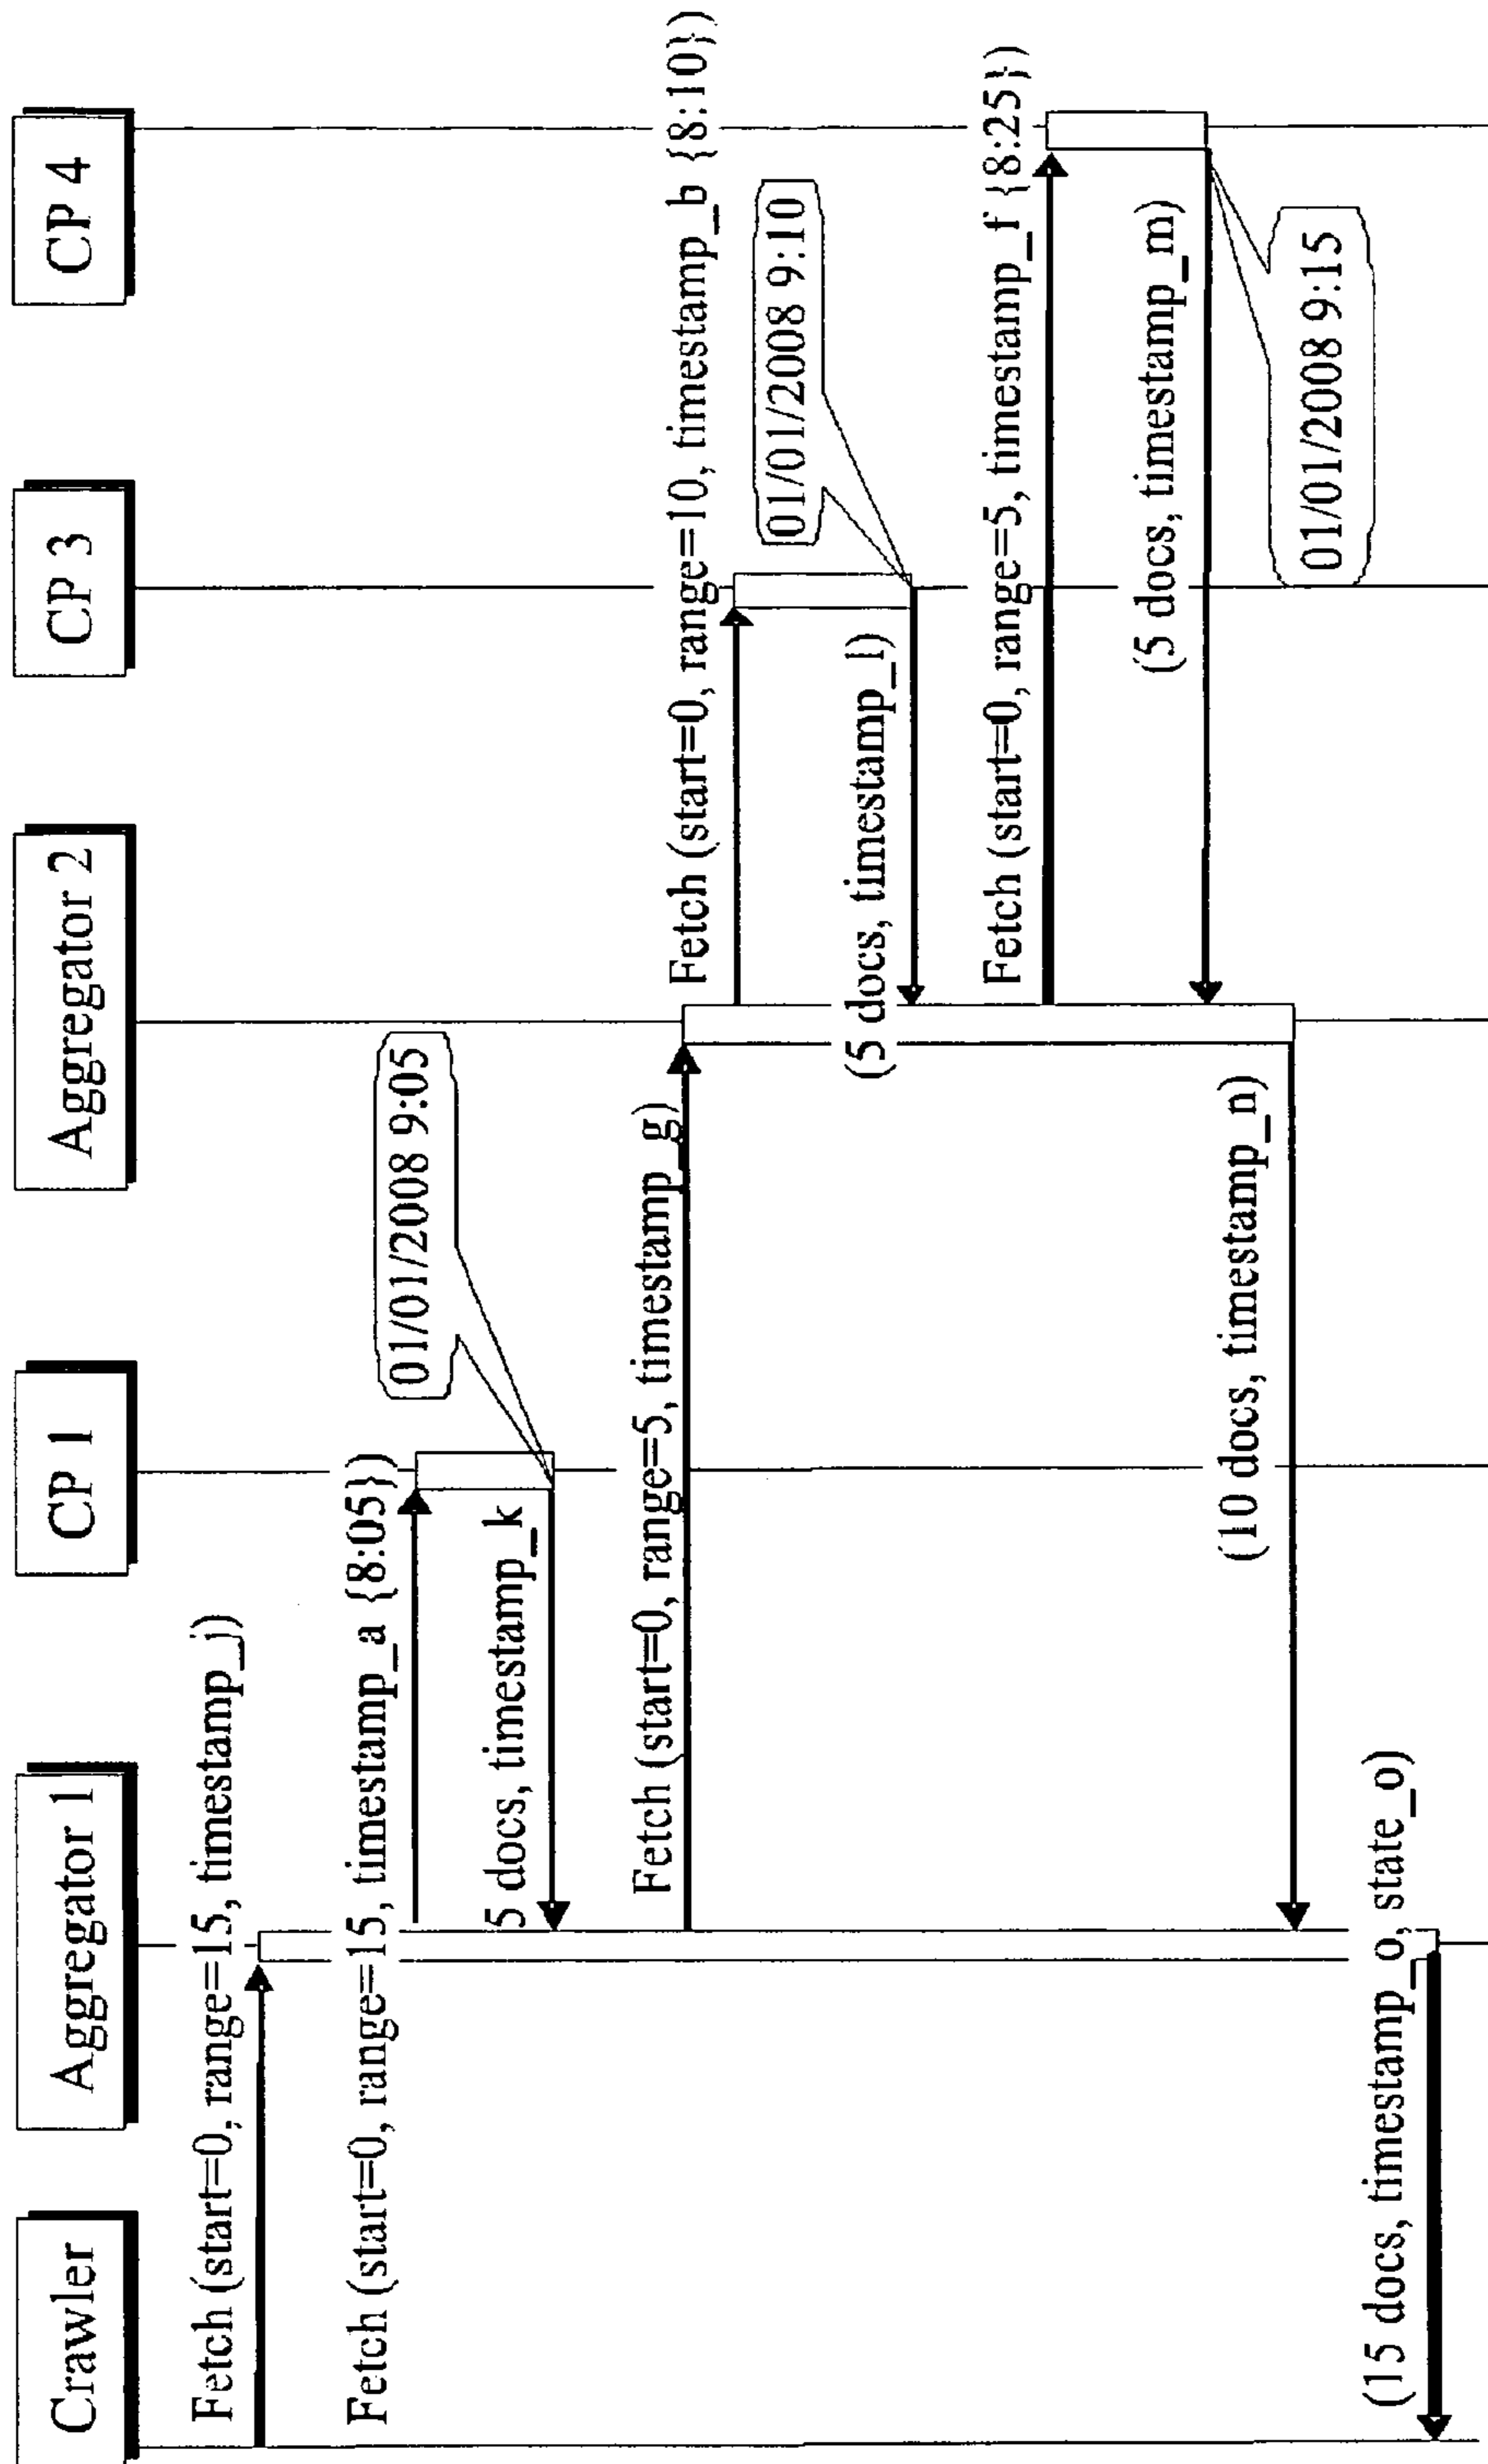 Crawler
Aggregator 1
CP 1
Aggregator 2
CP 3
CP 4
Fetch (start=0, range=15, timestamp_j)
Fetch (start=0, range=15, timestamp_a {8:05})
01/01/2008 9:05
5 docs, timestamp_k
Fetch (start=0, range=5, timestamp_g)
Fetch (start=0, range=10, timestamp_b {8:10})
01/01/2008 9:10
(5 docs, timestamp_l)
Fetch (start=0, range=5, timestamp_f {8:25})
(5 docs, timestamp_m)
01/01/2008 9:15
(10 docs, timestamp_n)
(15 docs, timestamp_o, state_o)